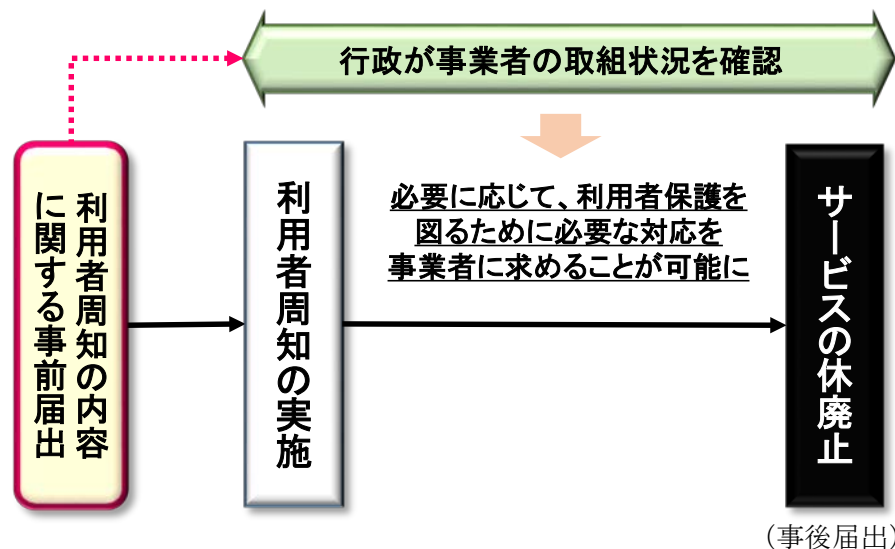 行政が事業者の取組状況を確認
利用者周知の内容
に関する事前届出
利用者周知の実施
必要に応じて、利用者保護を
図るために必要な対応を
事業者に求めることが可能に
サービスの休廃止
（事後届出）